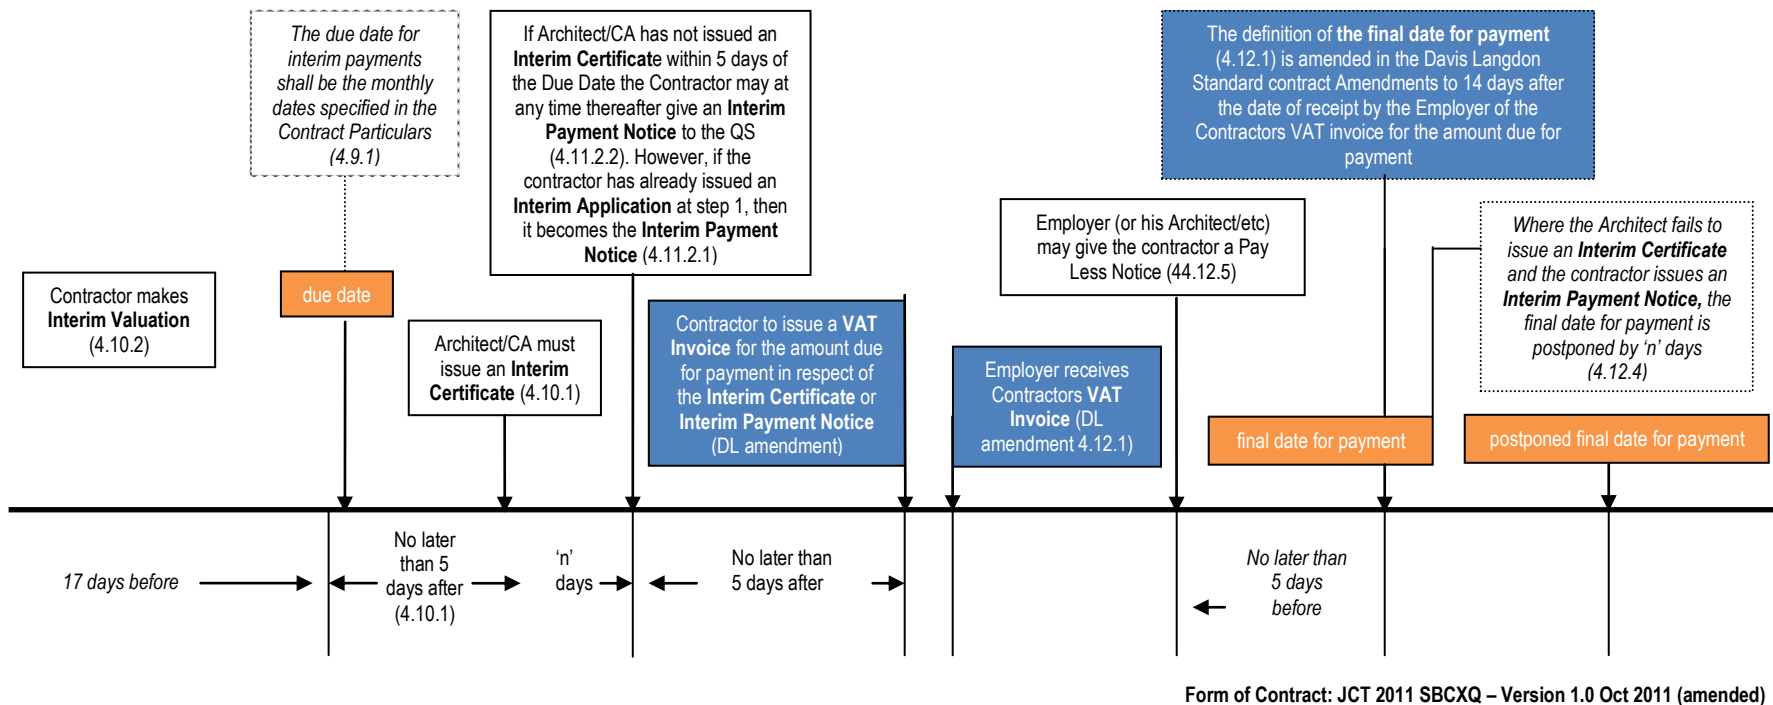 The due date for
interim payments
shall be the monthly
dates specified in the
Contract Particulars
(4.9.1)
If Architect/CA has not issued an
Interim Certificate within 5 days of
the Due Date the Contractor may at
any time thereafter give an Interim
Payment Notice to the QS
(4.11.2.2). However, if the
contractor has already issued an
Interim Application at step 1, then
it becomes the Interim Payment
Notice (4.11.2.1)
The definition of the final date for payment
(4.12.1) is amended in the Davis Langdon
Standard contract Amendments to 14 days after
the date of receipt by the Employer of the
Contractors VAT invoice for the amount due for
payment
Employer (or his Architect/etc)
may give the contractor a Pay
Less Notice (44.12.5)
Where the Architect fails to
issue an Interim Certificate
and the contractor issues an
Interim Payment Notice, the
final date for payment is
postponed by ‘n’ days
(4.12.4)
Contractor makes
Interim Valuation
(4.10.2)
due date
Architect/CA must
issue an Interim
Certificate (4.10.1)
Contractor to issue a VAT
Invoice for the amount due
for payment in respect of
the Interim Certificate or
Interim Payment Notice
(DL amendment)
Employer receives
Contractors VAT
Invoice (DL
amendment 4.12.1)
final date for payment
postponed final date for payment
17 days before
No later
than 5
days after
(4.10.1)
‘n’
days
No later than
5 days after
No later than
5 days
before
Form of Contract: JCT 2011 SBCXQ – Version 1.0 Oct 2011 (amended)